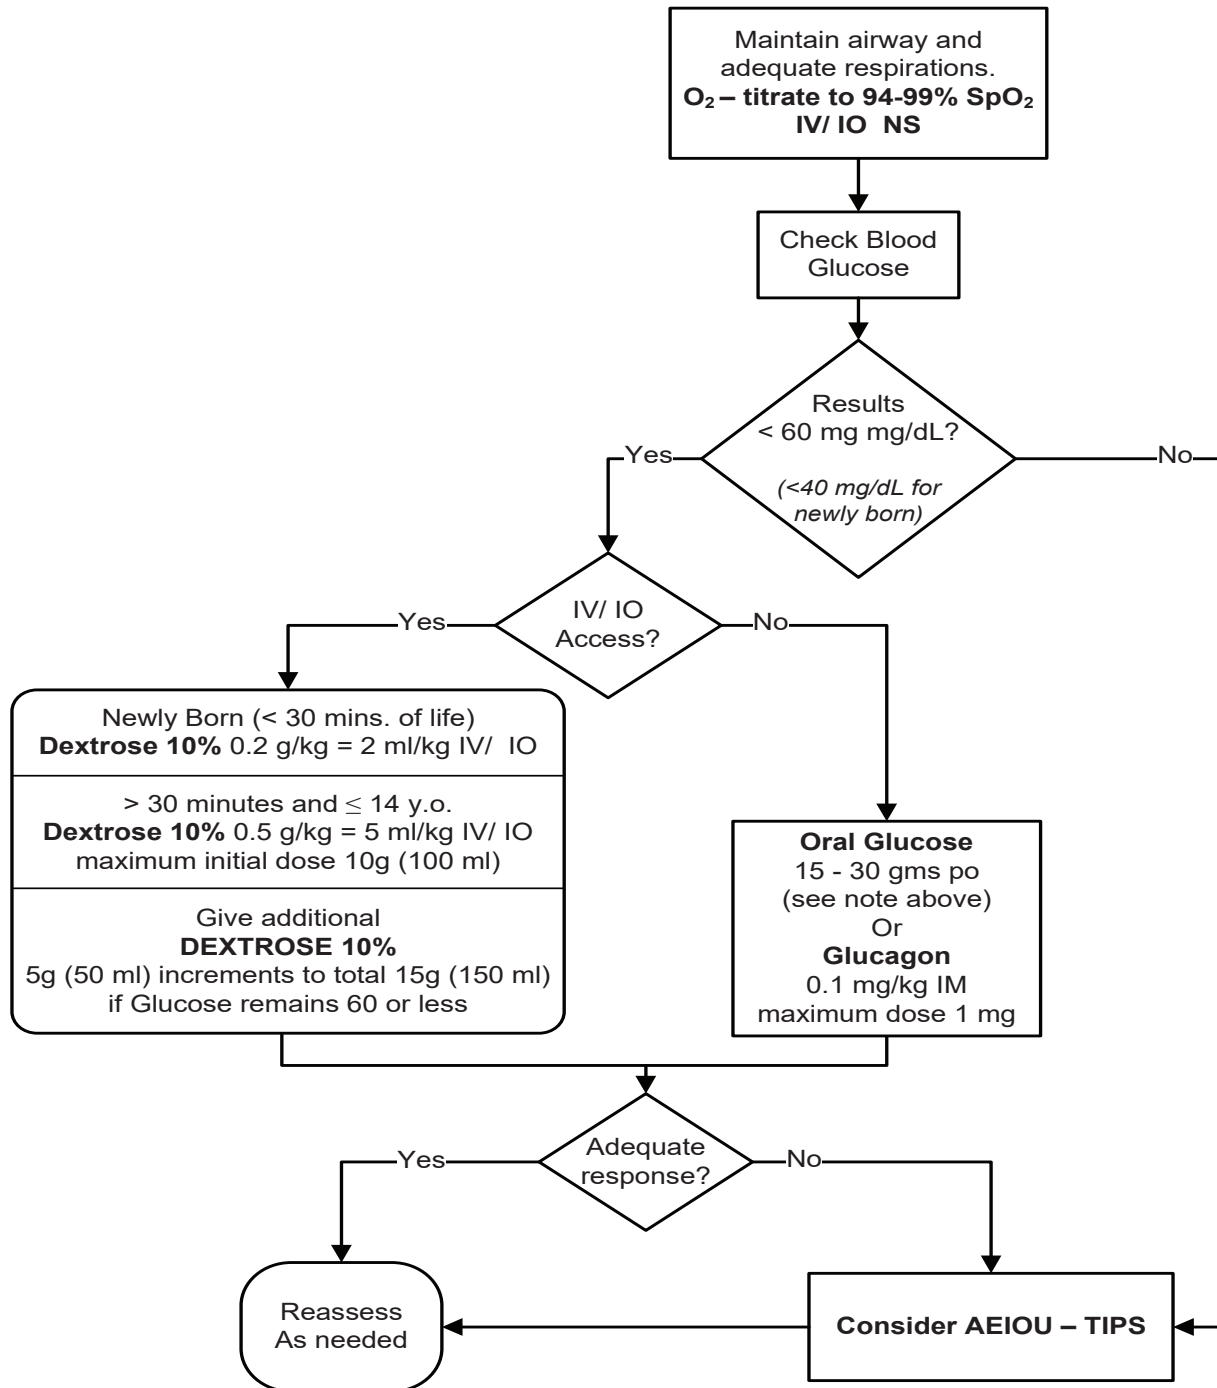 Maintain airway and
adequate respirations.
O₂ – titrate to 94-99% SpO₂
IV/ IO  NS
Check Blood
Glucose
Results
< 60 mg mg/dL?
(<40 mg/dL for
newly born)
Yes
No
IV/ IO
Access?
Yes
No
Newly Born (< 30 mins. of life)
Dextrose 10% 0.2 g/kg = 2 ml/kg IV/  IO
> 30 minutes and ≤ 14 y.o.
Dextrose 10% 0.5 g/kg = 5 ml/kg IV/ IO
maximum initial dose 10g (100 ml)
Give additional
DEXTROSE 10%
5g (50 ml) increments to total 15g (150 ml)
if Glucose remains 60 or less
Oral Glucose
15 - 30 gms po
(see note above)
Or
Glucagon
0.1 mg/kg IM
maximum dose 1 mg
Adequate
response?
Yes
No
Reassess
As needed
Consider AEIOU – TIPS